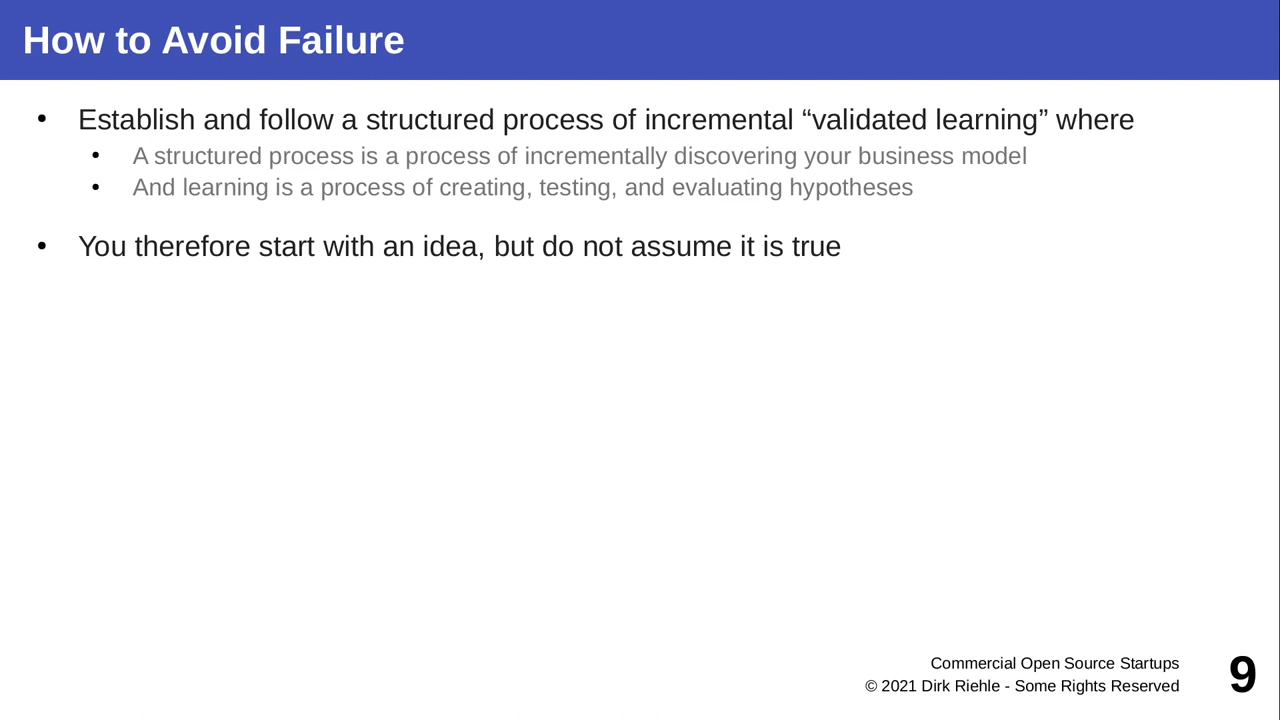 How to Avoid Failure
• Establish and follow a structured process of incremental “validated learning” where
• A structured process is a process of incrementally discovering your business model
• And learning is a process of creating, testing, and evaluating hypotheses
• You therefore start with an idea, but do not assume it is true
Commercial Open Source Startups
© 2021 Dirk Riehle - Some Rights Reserved
9